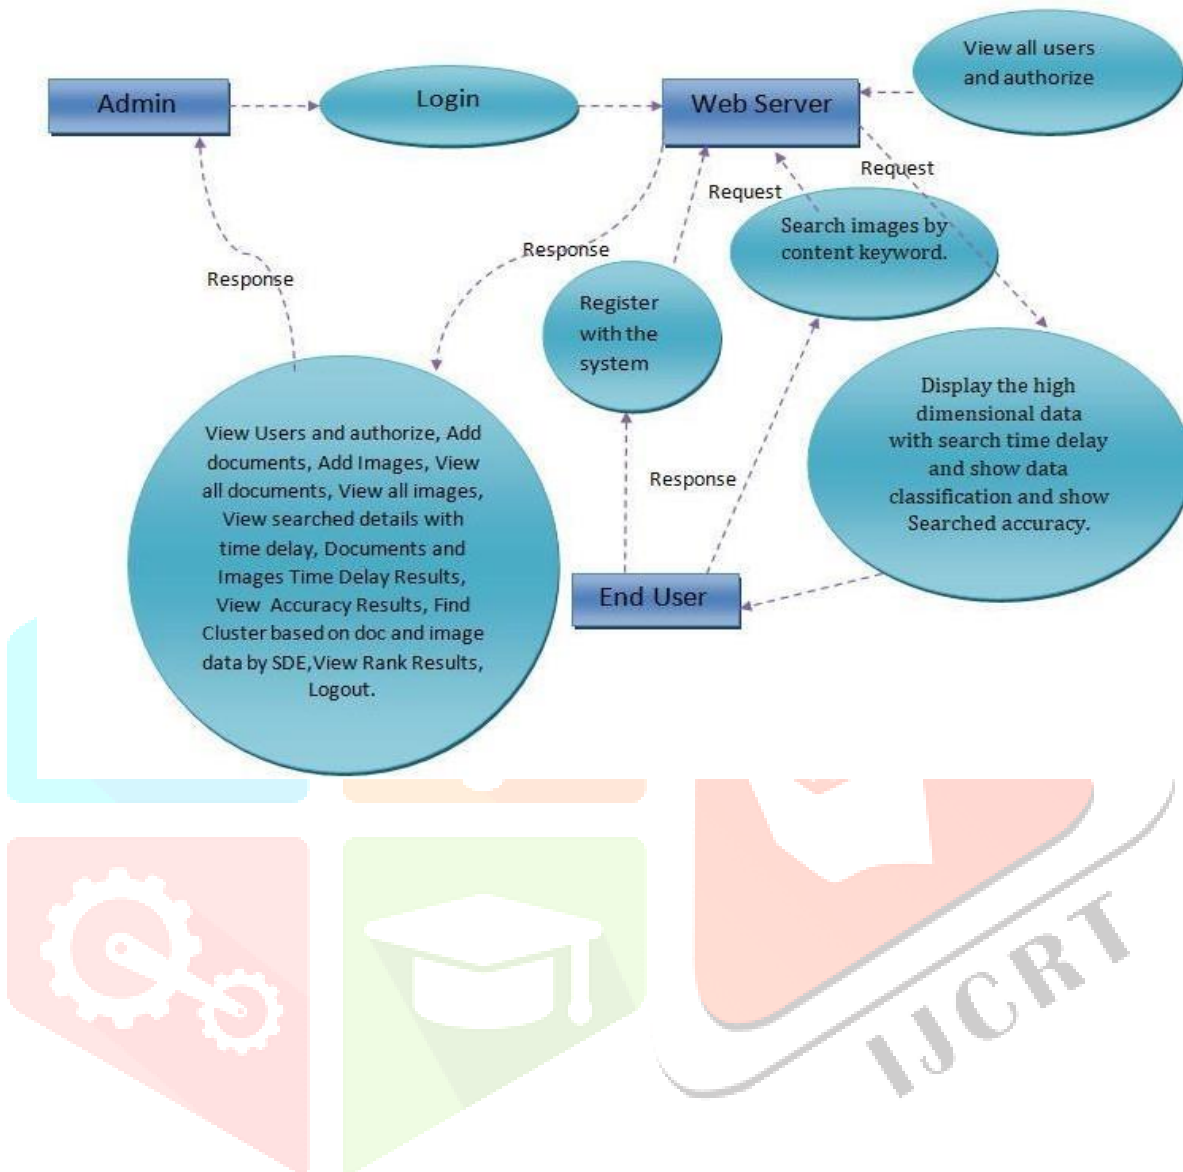 View all users
and authorize
Admin
Login
Web Server
Request
Request
Search images by
content keyword.
Response
Response
Register
with the
system
Display the high
dimensional data
with search time delay
and show data
classification and show
Searched accuracy.
View Users and authorize, Add
documents, Add Images, View
all documents, View all images,
View searched details with
time delay, Documents and
Images Time Delay Results,
View Accuracy Results, Find
Cluster based on doc and image
data by SDE,View Rank Results,
Logout.
Response
End User
IJCRT